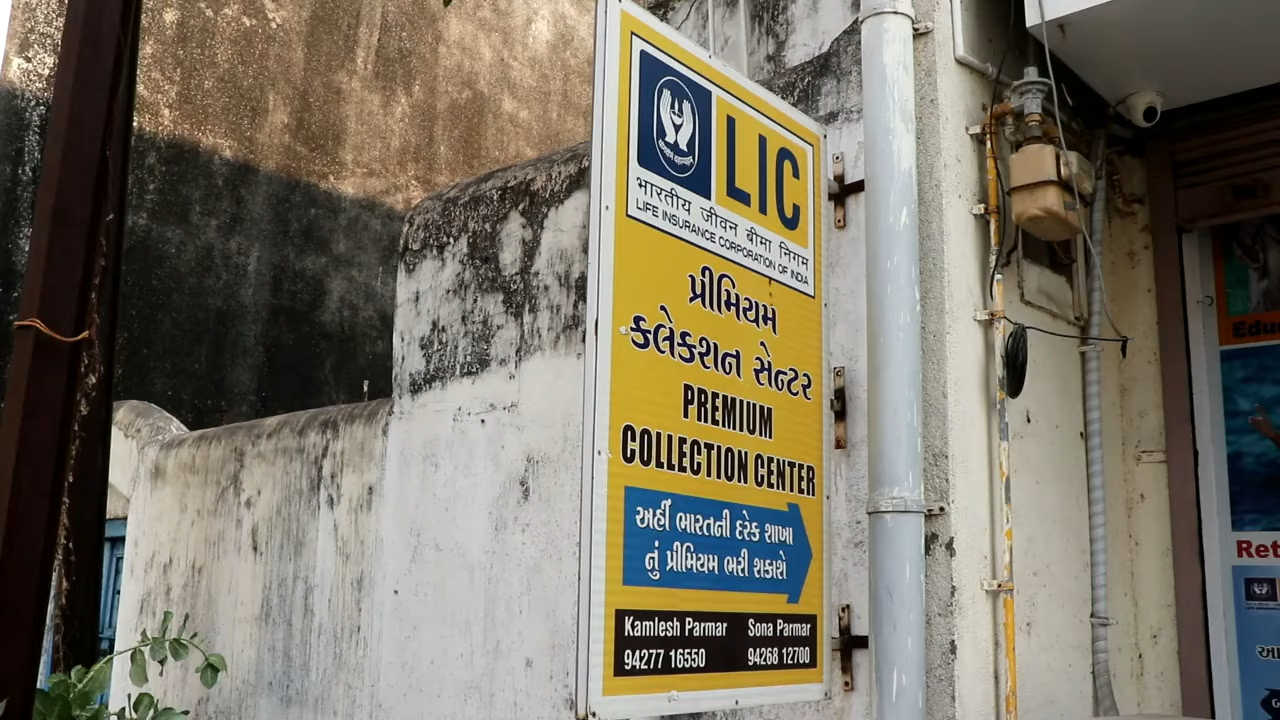 LIC
भारतीय जीवन बीमा निगम
LIFE INSURANCE CORPORATION OF INDIA
પ્રીમિયમ
કલેકશન સેન્ટર
PREMIUM
COLLECTION CENTER
અહીં ભારતની દરેક શાખા
નું પ્રીમિયમ ભરી શકાશે
Kamlesh Parmar Sona Parmar
94277 16550 94268 12700
Edu
Ret